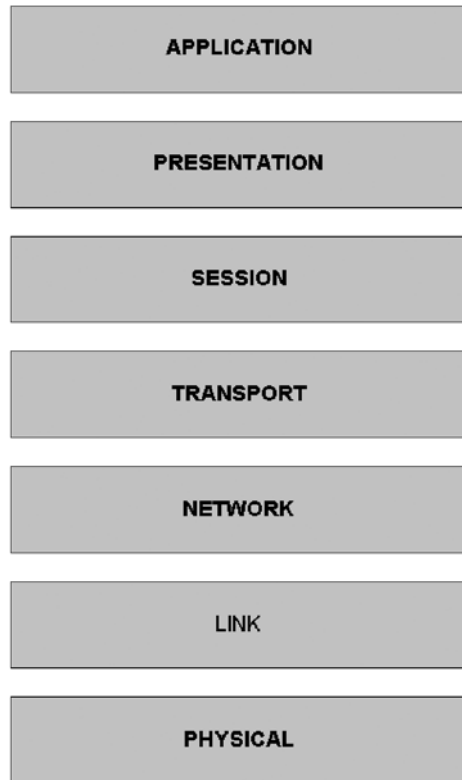 APPLICATION
PRESENTATION
SESSION
TRANSPORT
NETWORK
LINK
PHYSICAL